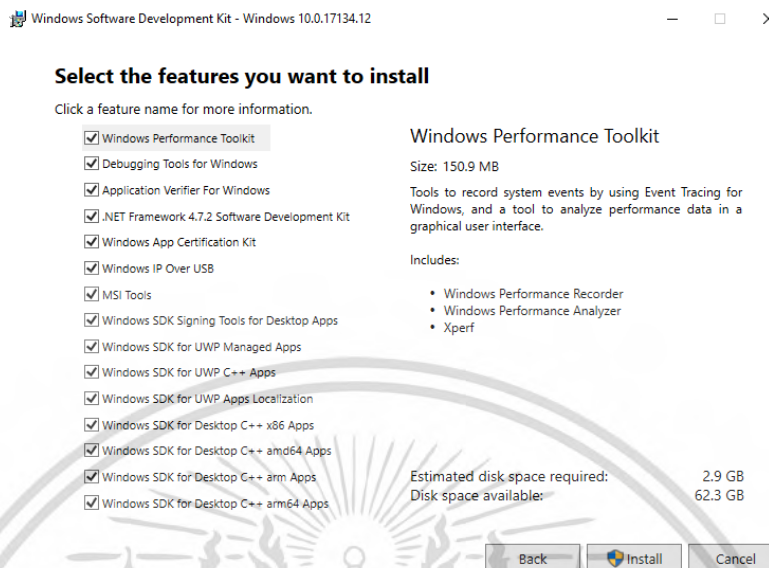 Windows Software Development Kit - Windows 10.0.17134.12
Select the features you want to install
Click a feature name for more information.
Windows Performance Toolkit
Debugging Tools for Windows
Application Verifier For Windows
.NET Framework 4.7.2 Software Development Kit
Windows App Certification Kit
Windows IP Over USB
MSI Tools
Windows SDK Signing Tools for Desktop Apps
Windows SDK for UWP Managed Apps
Windows SDK for UWP C++ Apps
Windows SDK for UWP Apps Localization
Windows SDK for Desktop C++ x86 Apps
Windows SDK for Desktop C++ amd64 Apps
Windows SDK for Desktop C++ arm Apps
Windows SDK for Desktop C++ arm64 Apps
Windows Performance Toolkit
Size: 150.9 MB
Tools to record system events by using Event Tracing for
Windows, and a tool to analyze performance data in a
graphical user interface.
Includes:
• Windows Performance Recorder
• Windows Performance Analyzer
• Xperf
Estimated disk space required: 2.9 GB
Disk space available: 62.3 GB
Back Install Cancel